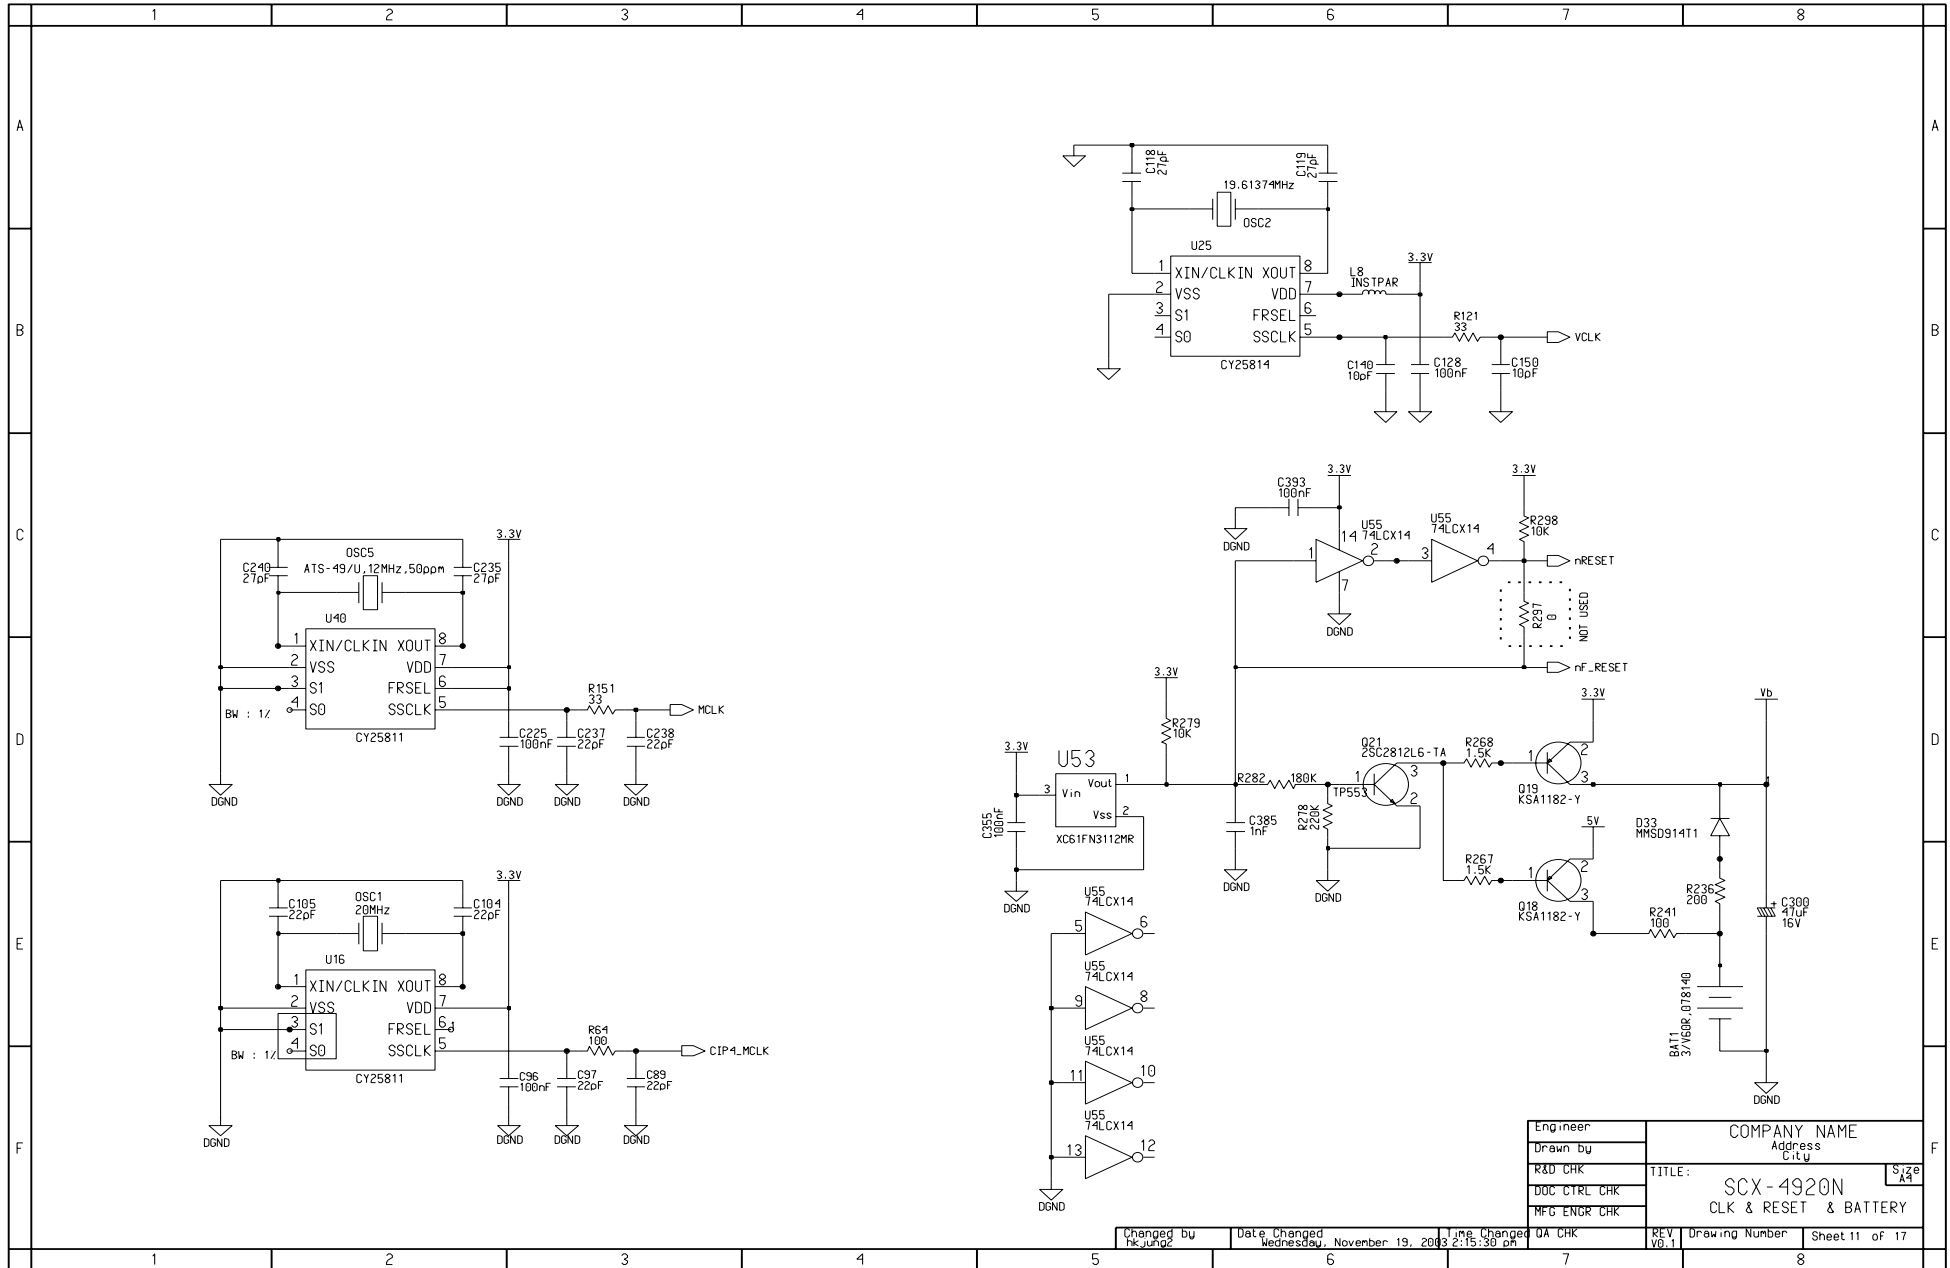 1 2 3 4 5 6 7 8
A A
B B
C C
D D
E E
F F
C118
27pF
C119
27pF
19.61374MHz
OSC2
U25
1 XIN/CLKIN XOUT 8
2 VSS VDD 7
3 S1 FRSEL 6
4 S0 SSCLK 5
CY25814
L8
INSTPAR
3.3V
R121
33
VCLK
C140
10pF
C128
100nF
C150
10pF
C393
100nF
3.3V
3.3V
DGND
U55
74LCX14
14
1
2
7
DGND
U55
74LCX14
3
4
R298
10K
nRESET
R297
0
NOT USED
nF_RESET
3.3V
OSC5
ATS-49/U,12MHz,50ppm
C240
27pF
C235
27pF
U40
1 XIN/CLKIN XOUT 8
2 VSS VDD 7
3 S1 FRSEL 6
4 S0 SSCLK 5
BW : 1%
CY25811
R151
33
MCLK
C225
100nF
C237
22pF
C238
22pF
DGND
DGND
DGND
DGND
3.3V
R279
10K
3.3V
U53
3 Vin Vout 1
Vss 2
XC61FN3112MR
C355
100nF
DGND
R282 180K
C385
1nF
DGND
R278
220K
DGND
TP553
Q21
2SC2812L6-TA
1
3
2
R268
1.5K
3.3V
1
2
3
Q19
KSA1182-Y
R267
1.5K
5V
1
2
3
Q18
KSA1182-Y
Vb
D33
MMSD914T1
R236
200
R241
100
+ C300
47uF
16V
BAT1
3/V60R,078140
DGND
3.3V
OSC1
20MHz
C105
22pF
C104
22pF
U16
1 XIN/CLKIN XOUT 8
2 VSS VDD 7
3 S1 FRSEL 6 1
4 S0 SSCLK 5
BW : 1%
CY25811
R64
100
CIP4_MCLK
C96
100nF
C97
22pF
C89
22pF
DGND
DGND
DGND
DGND
U55
74LCX14
5 6
U55
74LCX14
9 8
U55
74LCX14
11 10
U55
74LCX14
13 12
DGND
Engineer
Drawn by
R&D CHK
DOC CTRL CHK
MFG ENGR CHK
QA CHK
COMPANY NAME
Address
City
TITLE:
Size
A4
SCX-4920N
CLK & RESET & BATTERY
Changed by
hkjung2
Date Changed
Wednesday, November 19, 2003
Time Changed
2:15:30 pm
REV
V0.1
Drawing Number
Sheet 11 of 17
1 2 3 4 5 6 7 8